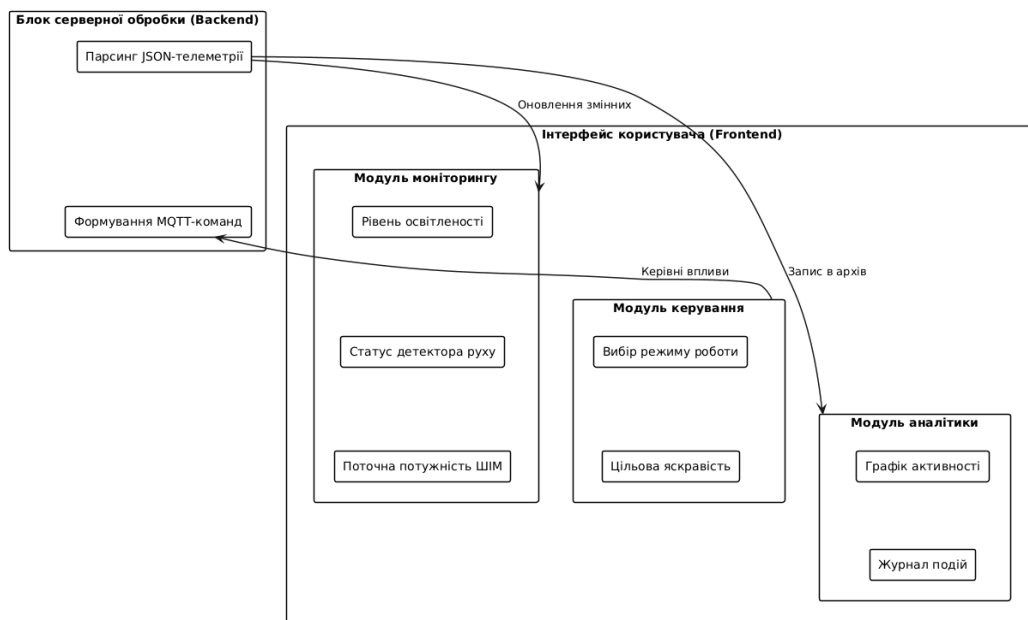 Блок серверної обробки (Backend)
Парсинг JSON-телеметрії
Формування MQTT-команд
Оновлення змінних
Інтерфейс користувача (Frontend)
Модуль моніторингу
Рівень освітленості
Статус детектора руху
Поточна потужність ШІМ
Керівні впливи
Модуль керування
Вибір режиму роботи
Цільова яскравість
Запис в архів
Модуль аналітики
Графік активності
Журнал подій